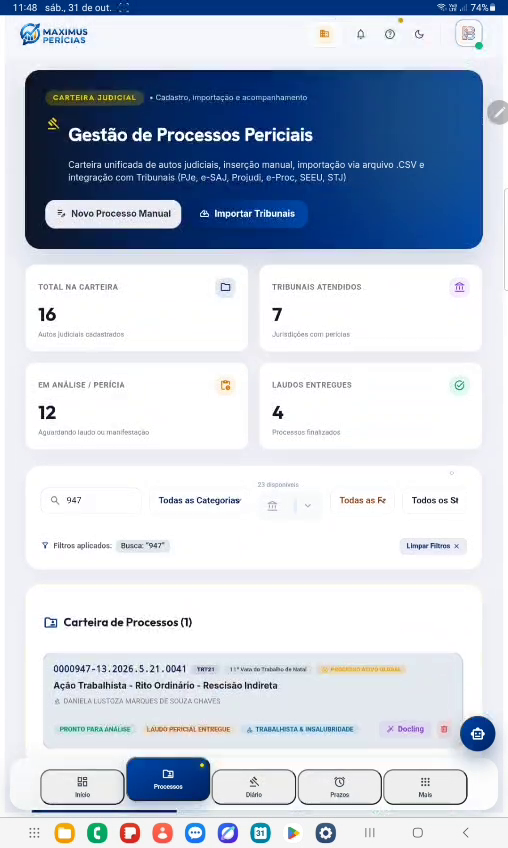 11:48 sáb., 31 de out. 74%
MAXIMUS
PERÍCIAS
CARTEIRA JUDICIAL • Cadastro, importação e acompanhamento
Gestão de Processos Periciais
Carteira unificada de autos judiciais, inserção manual, importação via arquivo .CSV e
integração com Tribunais (PJe, e-SAJ, Projudi, e-Proc, SEEU, STJ)
Novo Processo Manual Importar Tribunais
TOTAL NA CARTEIRA
16
Autos judiciais cadastrados
TRIBUNAIS ATENDIDOS
7
Jurisdições com perícias
EM ANÁLISE / PERÍCIA
12
Aguardando laudo ou manifestação
LAUDOS ENTREGUES
4
Processos finalizados
23 disponíveis
947 Todas as Categorias Todas as Todos os
Filtros aplicados: Busca: "947" Limpar Filtros ×
Carteira de Processos (1)
0000947-13.2026.5.21.0041 TRT21 11ª Vara do Trabalho de Natal PROCESSO ATIVO GLOBAL
Ação Trabalhista - Rito Ordinário - Rescisão Indireta
DANIELA LUSTOZA MARQUES DE SOUZA CHAVES
PRONTO PARA ANÁLISE LAUDO PERICIAL ENTREGUE TRABALHISTA & INSALUBRIDADE Docling
Início Processos Diário Prazos Mais
31